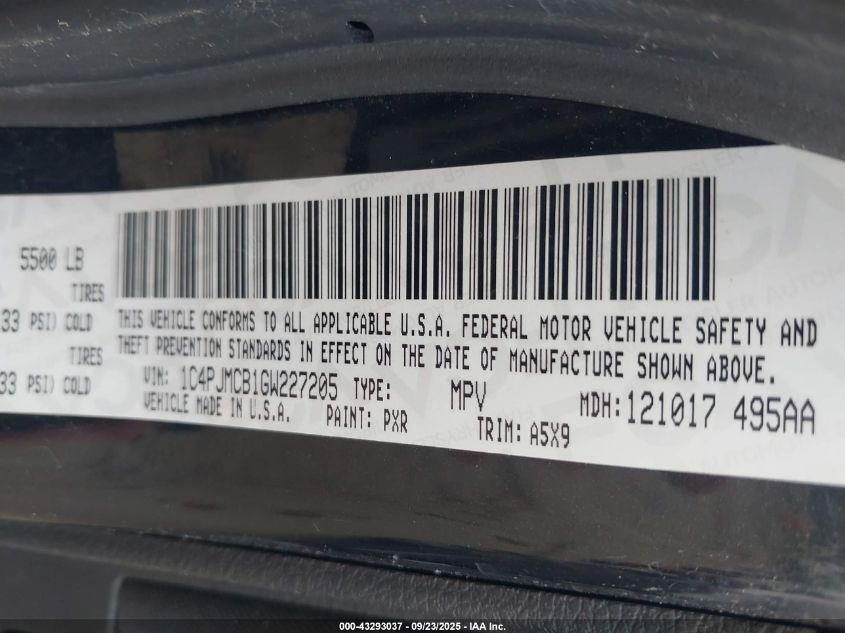 5500 LB
TIRES
33 PSI) COLD
TIRES
33 PSI) COLD
THIS VEHICLE CONFORMS TO ALL APPLICABLE U.S.A. FEDERAL MOTOR VEHICLE SAFETY AND
THEFT PREVENTION STANDARDS IN EFFECT ON THE DATE OF MANUFACTURE SHOWN ABOVE.
VIN: 1C4PJMCB1GW227205 TYPE: MPV MDH: 121017 495AA
VEHICLE MADE IN U.S.A. PAINT: PXR TRIM: A5X9
000-43293037 - 09/23/2025 - IAA Inc.